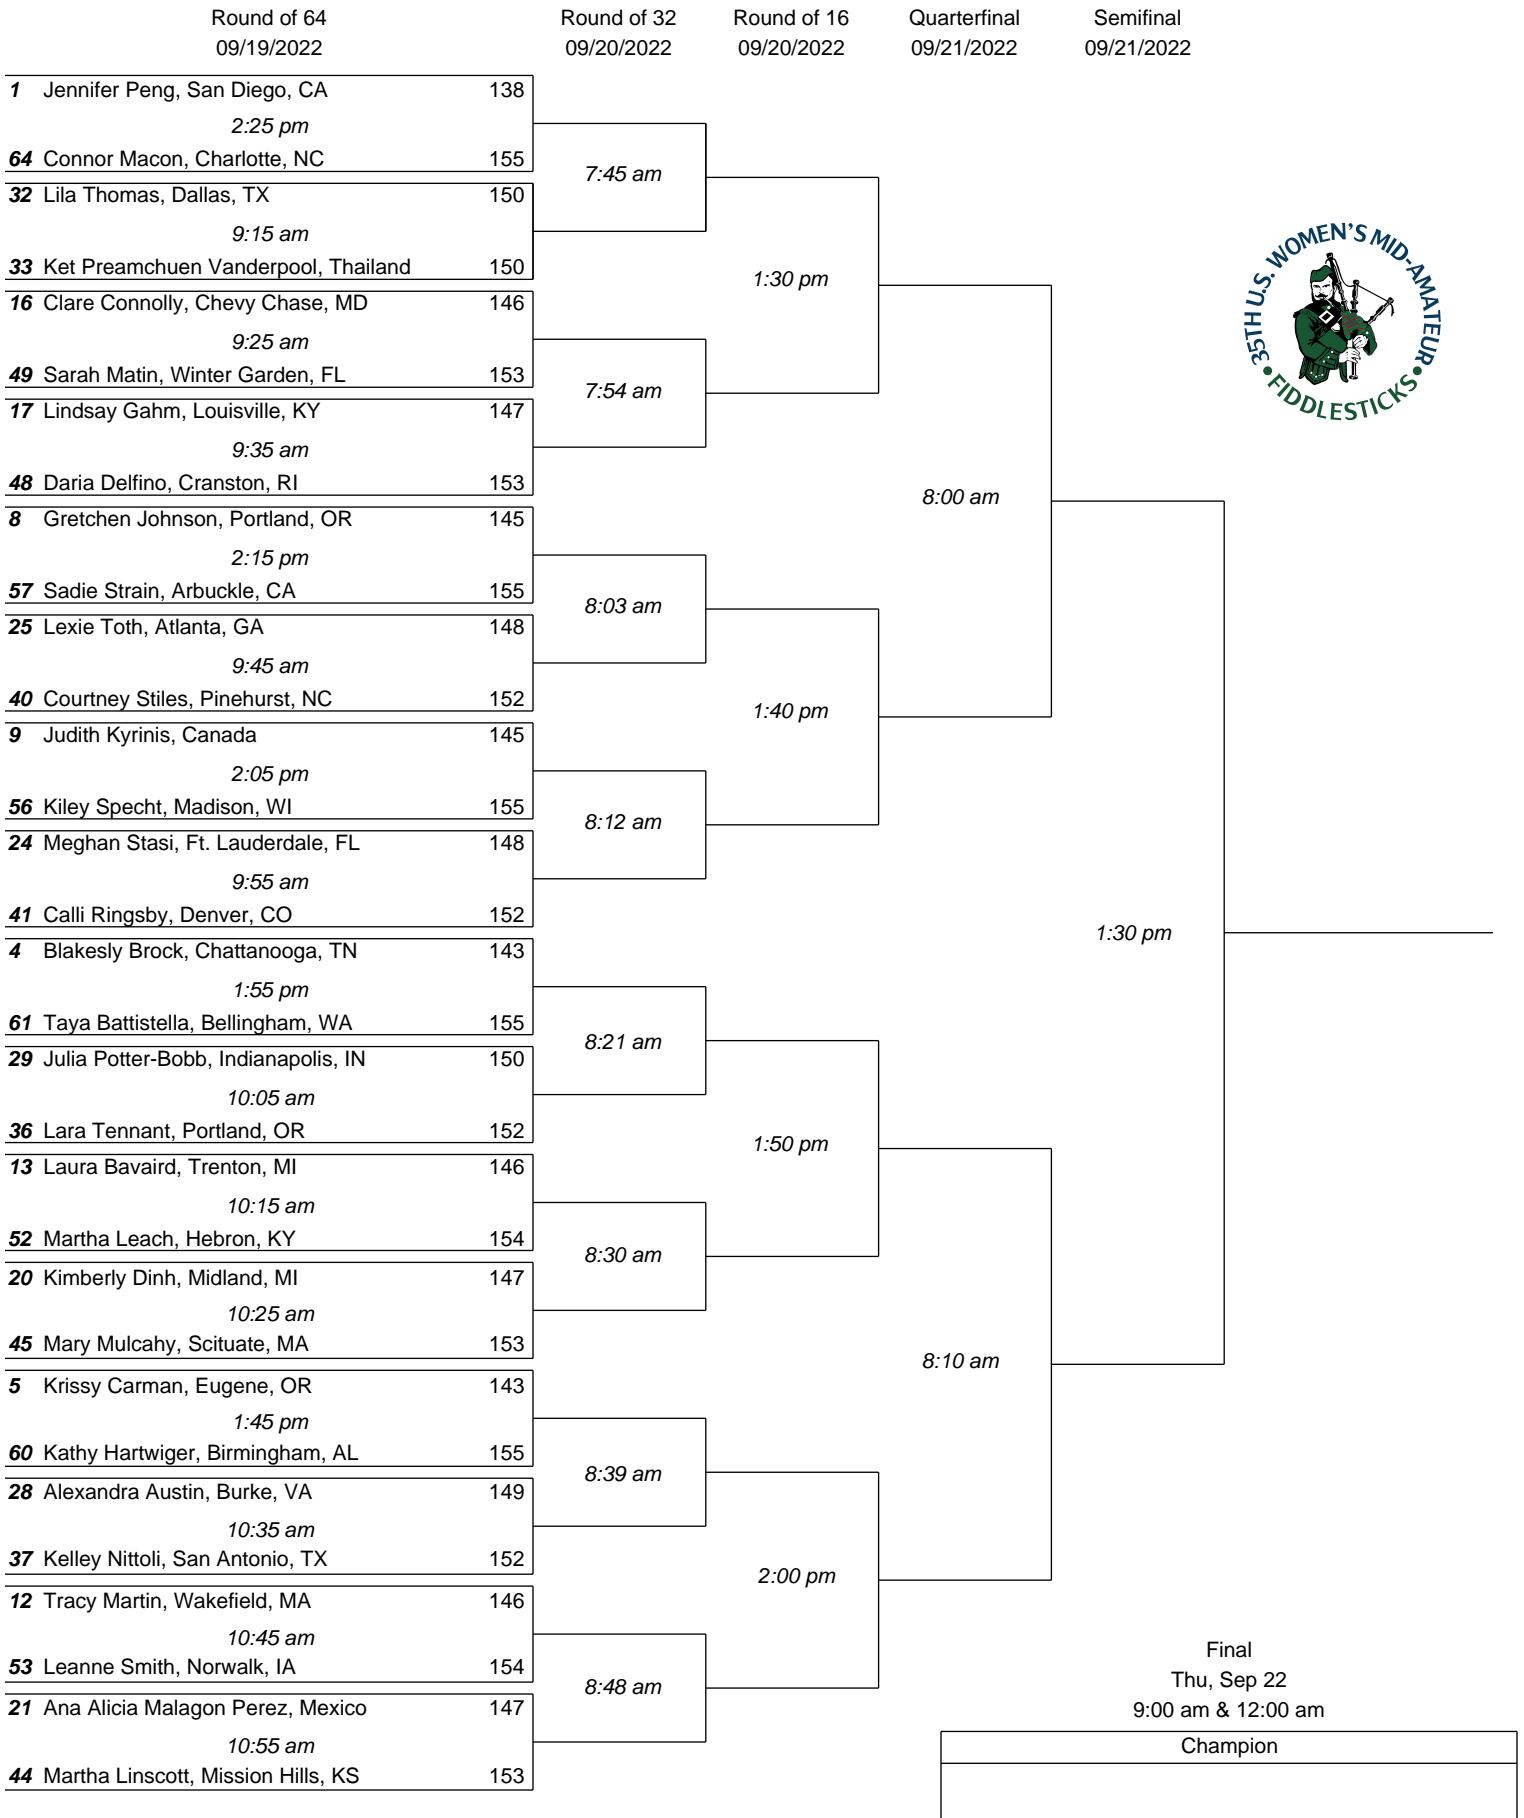 Round of 64 Round of 32 Round of 16 Quarterfinal Semifinal
09/19/2022 09/20/2022 09/20/2022 09/21/2022 09/21/2022
1 Jennifer Peng, San Diego, CA 138
2:25 pm
64 Connor Macon, Charlotte, NC 155
7:45 am
32 Lila Thomas, Dallas, TX 150
9:15 am
33 Ket Preamchuen Vanderpool, Thailand 150
1:30 pm
16 Clare Connolly, Chevy Chase, MD 146
9:25 am
49 Sarah Matin, Winter Garden, FL 153
7:54 am
17 Lindsay Gahm, Louisville, KY 147
9:35 am
48 Daria Delfino, Cranston, RI 153
8:00 am
8 Gretchen Johnson, Portland, OR 145
2:15 pm
57 Sadie Strain, Arbuckle, CA 155
8:03 am
25 Lexie Toth, Atlanta, GA 148
9:45 am
40 Courtney Stiles, Pinehurst, NC 152
1:40 pm
9 Judith Kyrinis, Canada 145
2:05 pm
56 Kiley Specht, Madison, WI 155
8:12 am
24 Meghan Stasi, Ft. Lauderdale, FL 148
9:55 am
41 Calli Ringsby, Denver, CO 152
1:30 pm
4 Blakesly Brock, Chattanooga, TN 143
1:55 pm
61 Taya Battistella, Bellingham, WA 155
8:21 am
29 Julia Potter-Bobb, Indianapolis, IN 150
10:05 am
36 Lara Tennant, Portland, OR 152
1:50 pm
13 Laura Bavaird, Trenton, MI 146
10:15 am
52 Martha Leach, Hebron, KY 154
8:30 am
20 Kimberly Dinh, Midland, MI 147
10:25 am
45 Mary Mulcahy, Scituate, MA 153
8:10 am
5 Krissy Carman, Eugene, OR 143
1:45 pm
60 Kathy Hartwiger, Birmingham, AL 155
8:39 am
28 Alexandra Austin, Burke, VA 149
10:35 am
37 Kelley Nittoli, San Antonio, TX 152
2:00 pm
12 Tracy Martin, Wakefield, MA 146
10:45 am
53 Leanne Smith, Norwalk, IA 154
8:48 am
21 Ana Alicia Malagon Perez, Mexico 147
10:55 am
44 Martha Linscott, Mission Hills, KS 153
35TH U.S. WOMEN'S MID-AMATEUR
• FIDDLESTICKS •
Final
Thu, Sep 22
9:00 am & 12:00 am
Champion